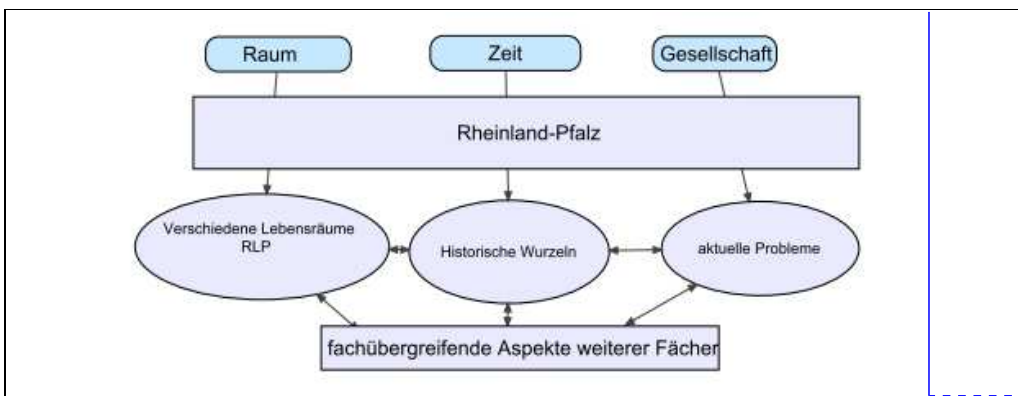 Raum
Zeit
Gesellschaft
Rheinland-Pfalz
Verschiedene Lebensräume
RLP
Historische Wurzeln
aktuelle Probleme
fachübergreifende Aspekte weiterer Fächer